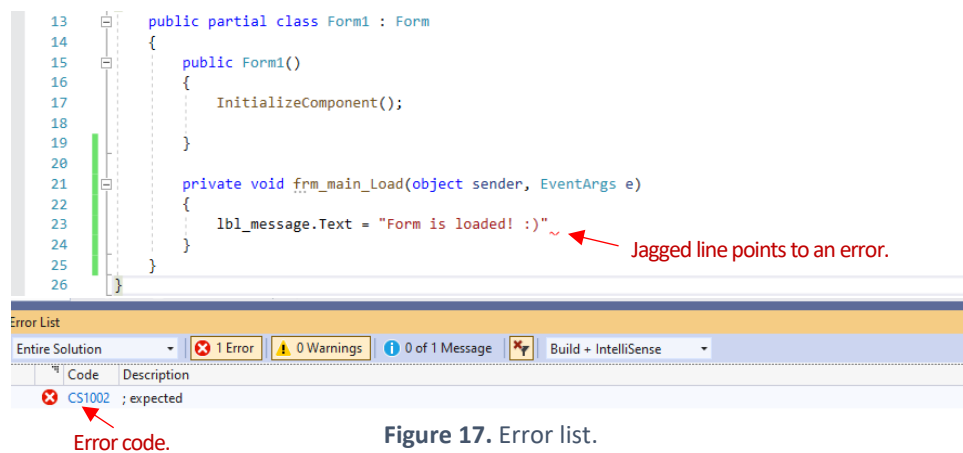 13 public partial class Form1 : Form
14 {
15 public Form1()
16 {
17 InitializeComponent();
18
19 }
20
21 private void frm_main_Load(object sender, EventArgs e)
22 {
23 lbl_message.Text = "Form is loaded! :)"
Jagged line points to an error.
24 }
25 }
26 }
Error List
Entire Solution 1 Error 0 Warnings 0 of 1 Message Build + IntelliSense
Code Description
CS1002 ; expected
Error code.
Figure 17. Error list.